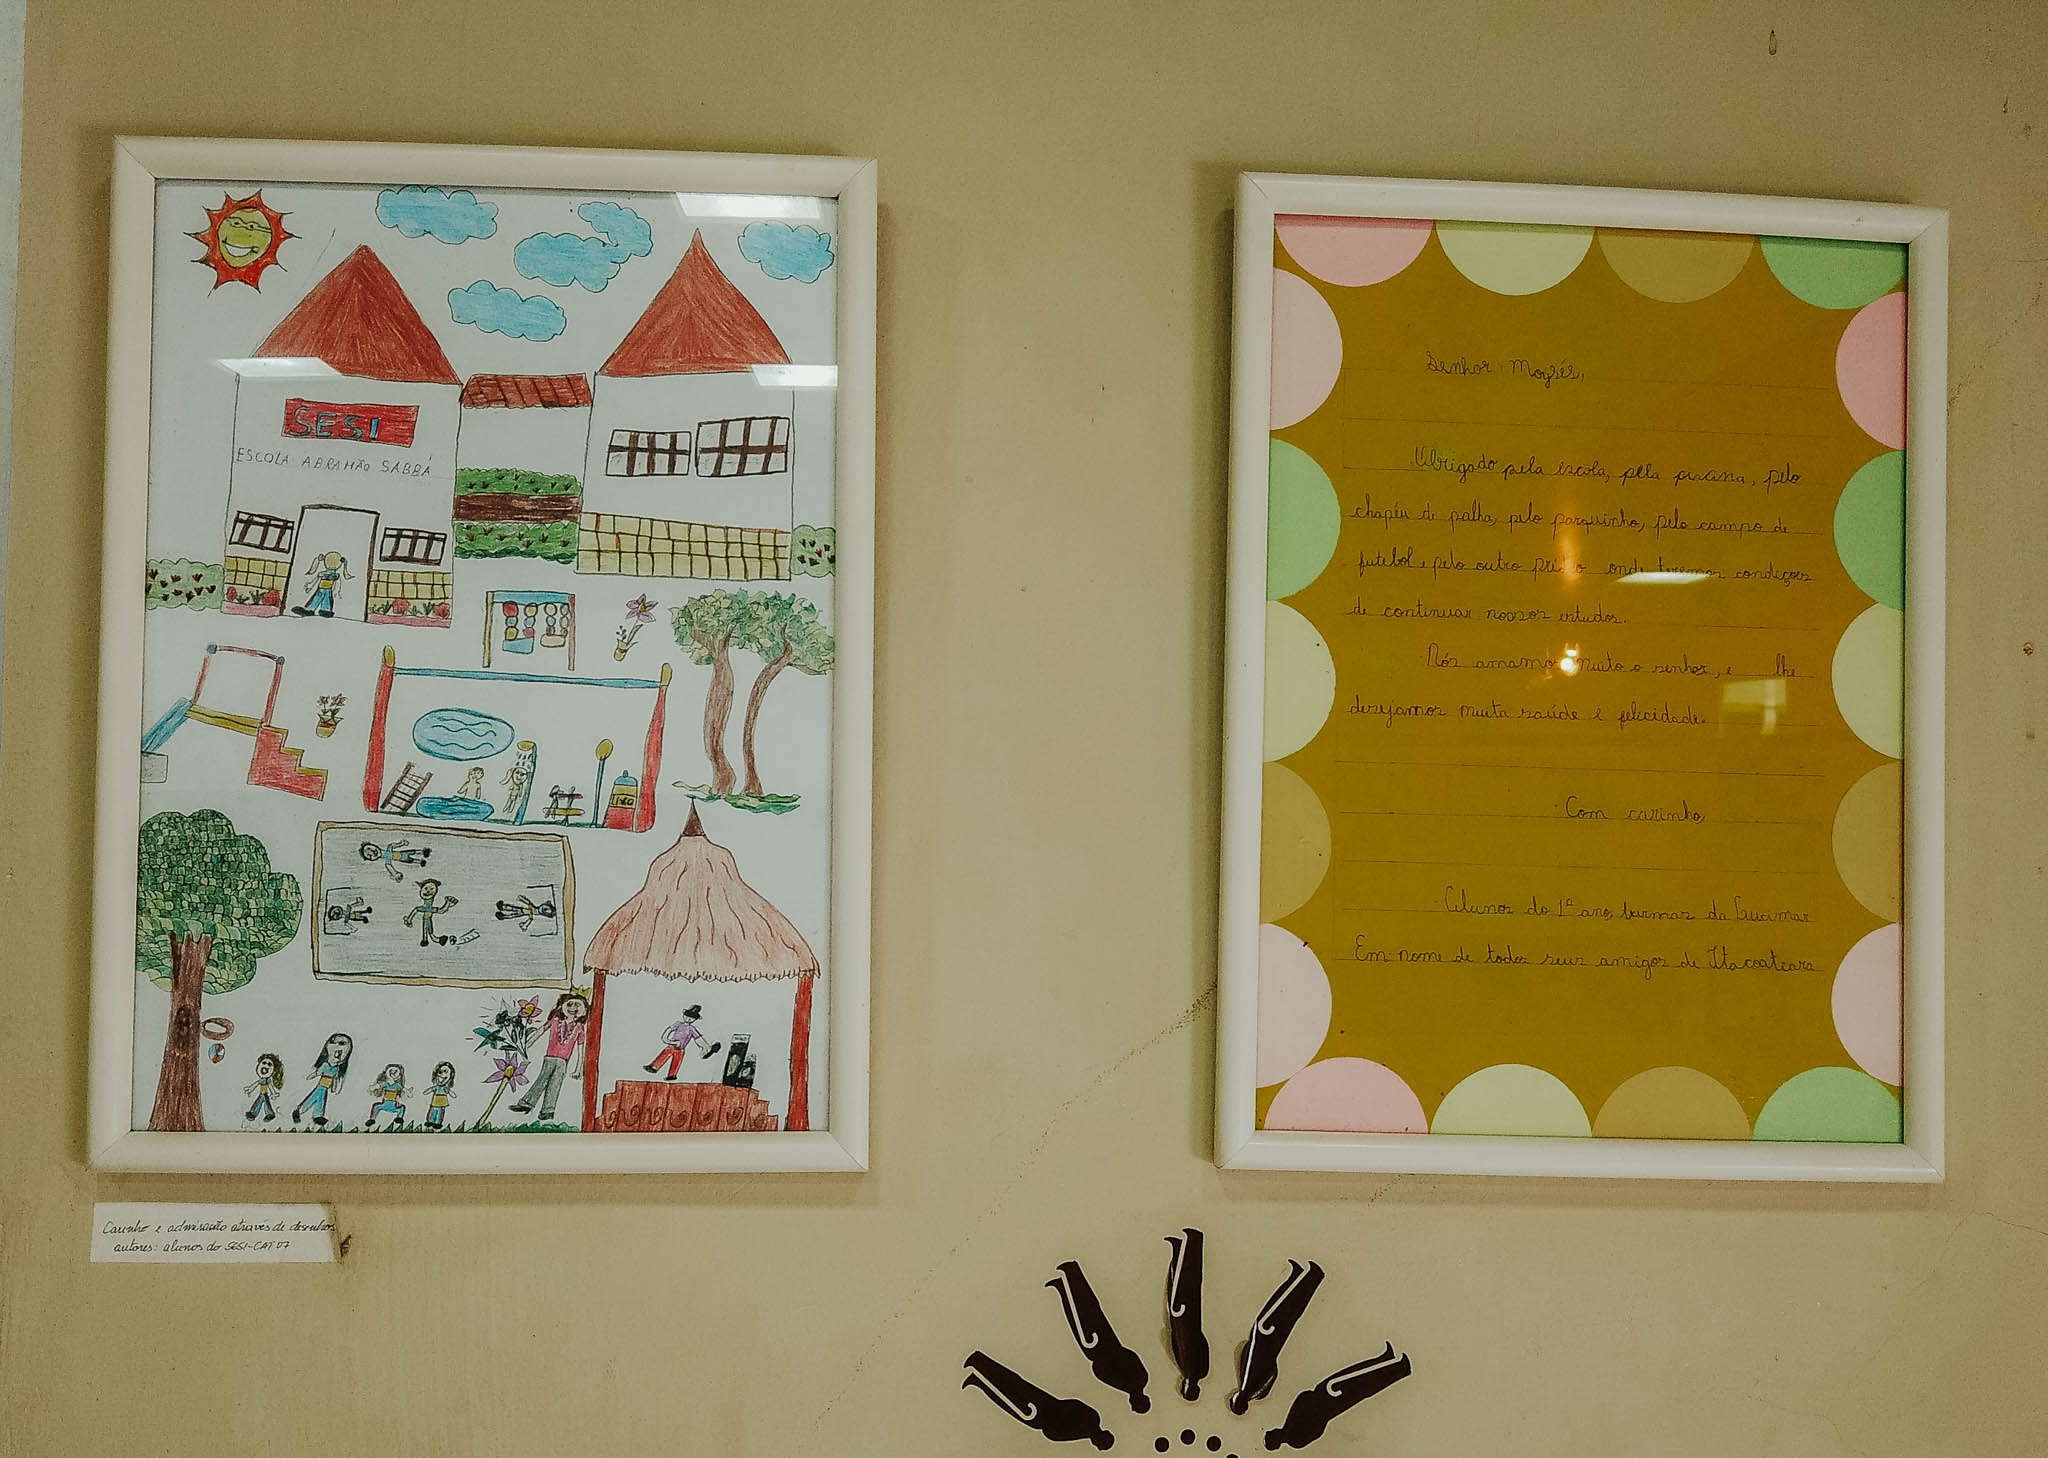 SESI
ESCOLA ABRAHÃO SABBÁ
Carinho e admiração através de desenhos
autores: alunos do SESI-CAT 07
Senhor Moysés,
Obrigado pela escola, pela piscina, pelo
chapéu de palha, pelo parquinho, pelo campo de
futebol e pelo outro prédio onde teremos condições
de continuar nossos estudos.
Nós amamos muito o senhor, e lhe
desejamos muita saúde e felicidade.
Com carinho
Alunos do 1º ano, turmas da Lucimar
Em nome de todos seus amigos de Itacoatiara